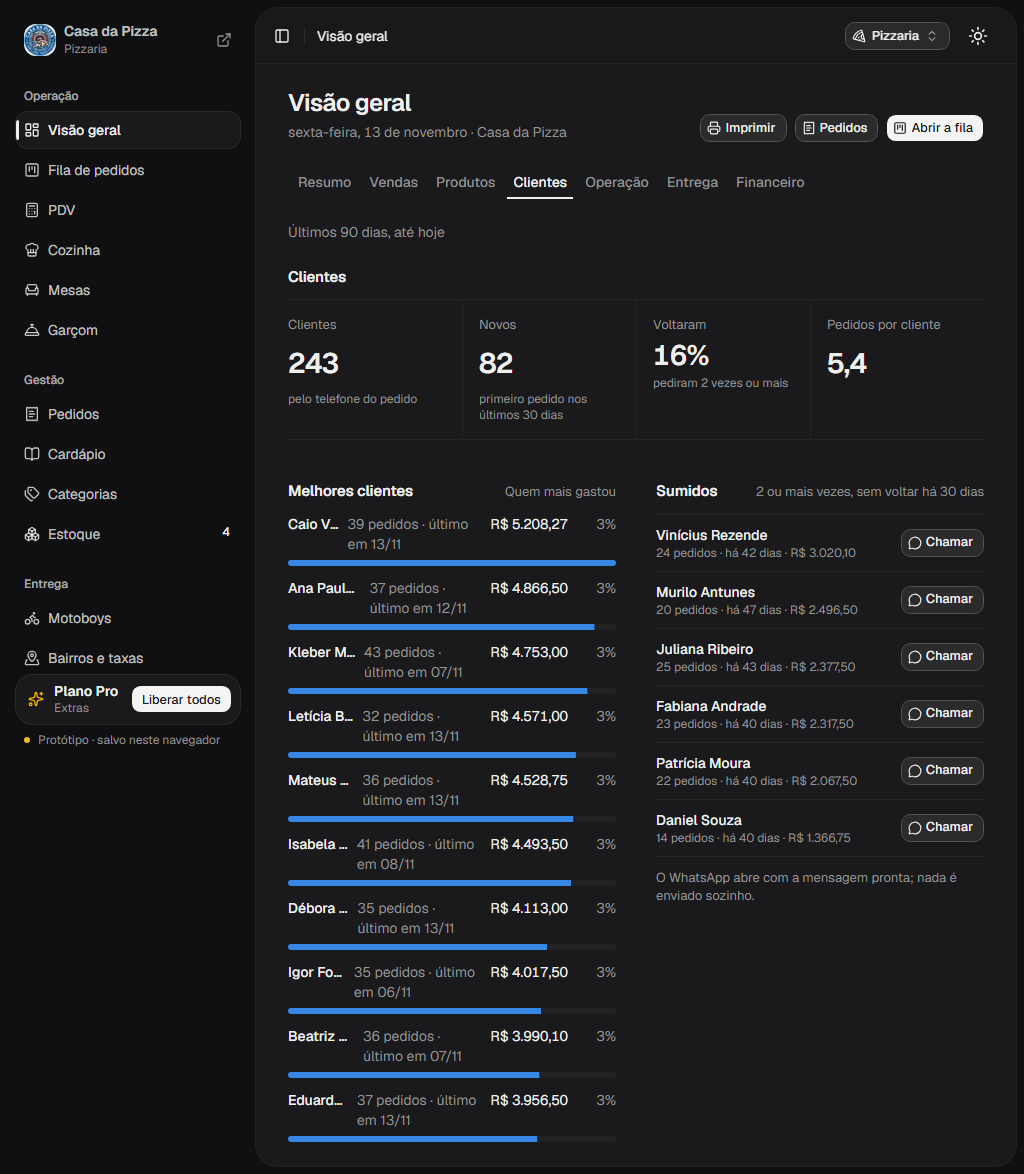 Casa da Pizza
Pizzaria
Operação
Visão geral
Fila de pedidos
PDV
Cozinha
Mesas
Garçom
Gestão
Pedidos
Cardápio
Categorias
Estoque 4
Entrega
Motoboys
Bairros e taxas
Plano Pro
Extras
Liberar todos
Protótipo · salvo neste navegador
Visão geral
Pizzaria
Visão geral
sexta-feira, 13 de novembro · Casa da Pizza
Imprimir Pedidos Abrir a fila
Resumo Vendas Produtos Clientes Operação Entrega Financeiro
Últimos 90 dias, até hoje
Clientes
Clientes
243
pelo telefone do pedido
Novos
82
primeiro pedido nos
últimos 30 dias
Voltaram
16%
pediram 2 vezes ou mais
Pedidos por cliente
5,4
Melhores clientes Quem mais gastou
Caio V... 39 pedidos · último R$ 5.208,27 3%
em 13/11
Ana Paul... 37 pedidos · R$ 4.866,50 3%
último em 12/11
Kleber M... 43 pedidos · R$ 4.753,00 3%
último em 07/11
Letícia B... 32 pedidos · R$ 4.571,00 3%
último em 13/11
Mateus ... 36 pedidos · R$ 4.528,75 3%
último em 13/11
Isabela ... 41 pedidos · último R$ 4.493,50 3%
em 08/11
Débora ... 35 pedidos · R$ 4.113,00 3%
último em 13/11
Igor Fo... 35 pedidos · último R$ 4.017,50 3%
em 06/11
Beatriz ... 36 pedidos · R$ 3.990,10 3%
último em 07/11
Eduard... 37 pedidos · último R$ 3.956,50 3%
em 13/11
Sumidos 2 ou mais vezes, sem voltar há 30 dias
Vinícius Rezende
24 pedidos · há 42 dias · R$ 3.020,10
Chamar
Murilo Antunes
20 pedidos · há 47 dias · R$ 2.496,50
Chamar
Juliana Ribeiro
25 pedidos · há 43 dias · R$ 2.377,50
Chamar
Fabiana Andrade
23 pedidos · há 40 dias · R$ 2.317,50
Chamar
Patrícia Moura
22 pedidos · há 40 dias · R$ 2.067,50
Chamar
Daniel Souza
14 pedidos · há 40 dias · R$ 1.366,75
Chamar
O WhatsApp abre com a mensagem pronta; nada é
enviado sozinho.